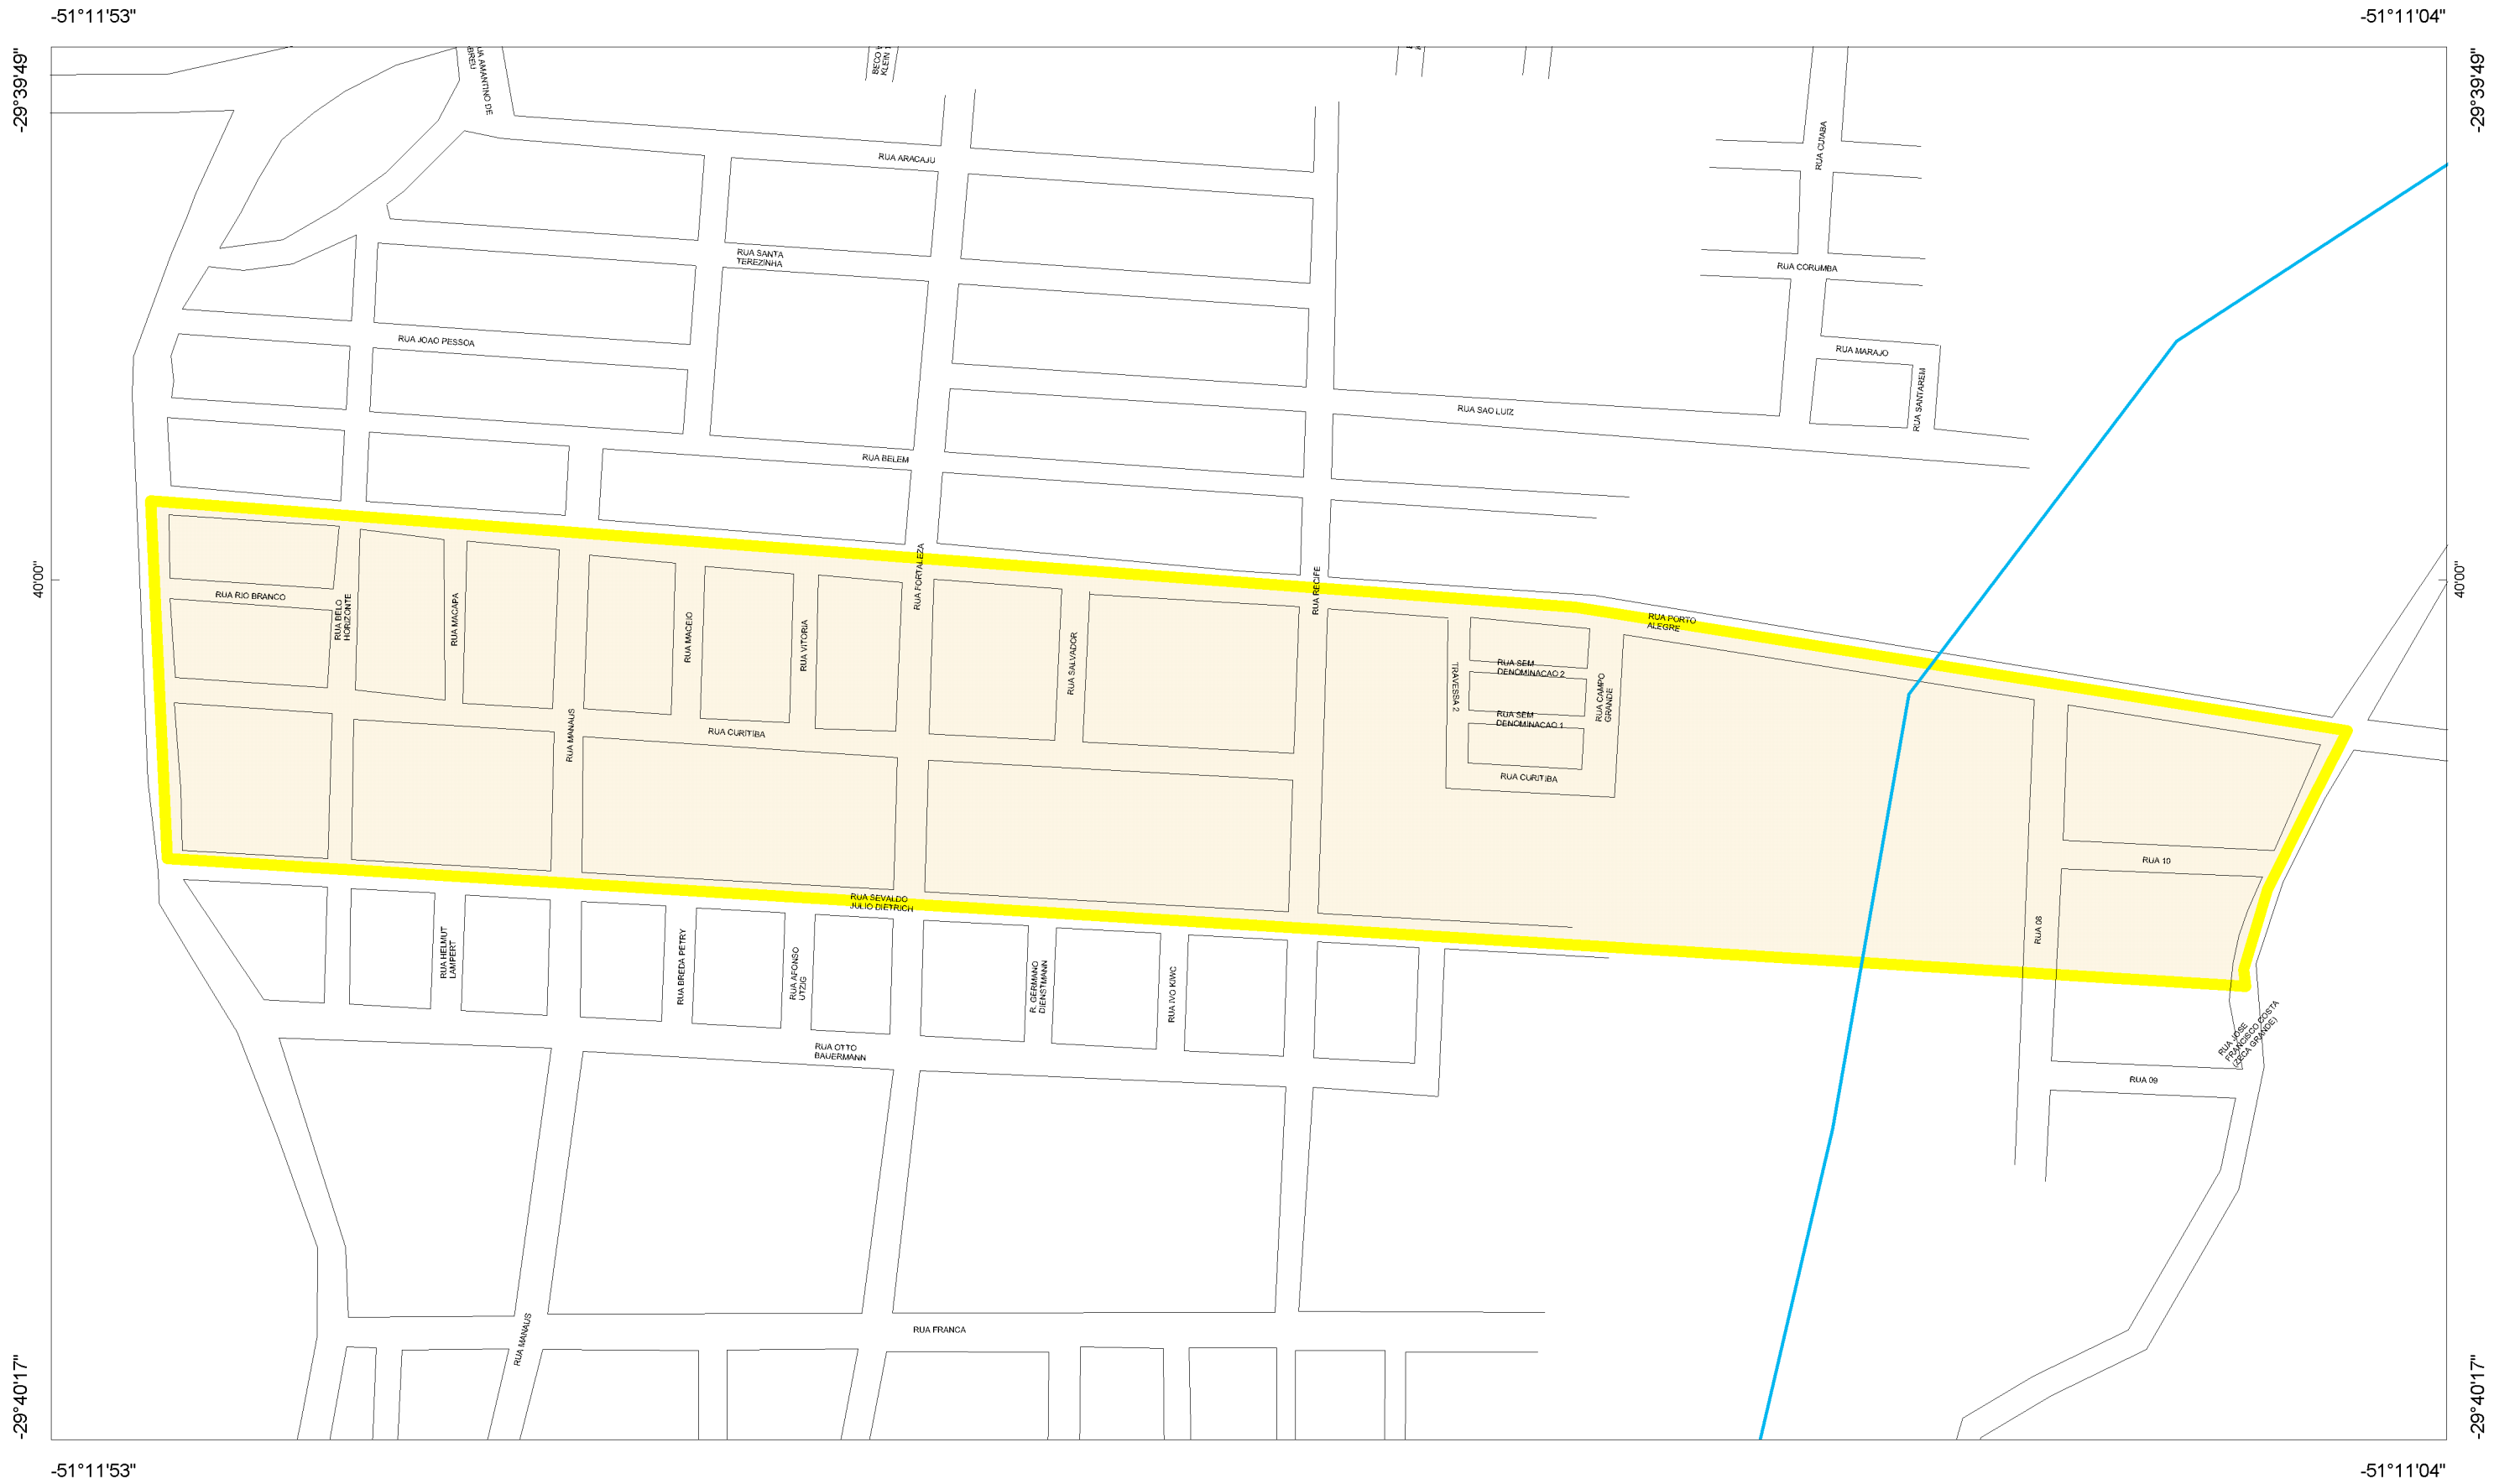 -51°11'53"
-51°11'04"
-29°39'49"
-29°39'49"
BECO
KLEIN 1
RUA AMANTINO DE
RUA ARACAJU
RUA CUIABA
RUA SANTA
TEREZINHA
RUA CORUMBA
RUA JOAO PESSOA
RUA MARAJO
RUA SANTAREM
RUA SAO LUIZ
RUA BELEM
40'00"
40'00"
RUA RIO BRANCO
RUA BELO
HORIZONTE
RUA MACAPA
RUA MANAUS
RUA MACEIO
RUA VITORIA
RUA FORTALEZA
RUA SALVADOR
RUA RECIFE
RUA PORTO
ALEGRE
TRAVESSA 2
RUA SEM
DENOMINACAO 2
RUA CAMPO
GRANDE
RUA SEM
DENOMINACAO 1
RUA CURITIBA
RUA CURITIBA
RUA 10
RUA SEVALDO
JULIO DIETRICH
RUA 08
RUA HELMUT
LAMPERT
RUA BREDA PETRY
RUA AFONSO
UTZIG
R. GERMANO
DIENSTMANN
RUA IVO KIWC
RUA JOSE
FRANCISCO COSTA
(ZECA GRANDE)
RUA OTTO
BAUERMANN
RUA 09
RUA FRANCA
RUA MANAUS
-29°40'17"
-29°40'17"
-51°11'53"
-51°11'04"